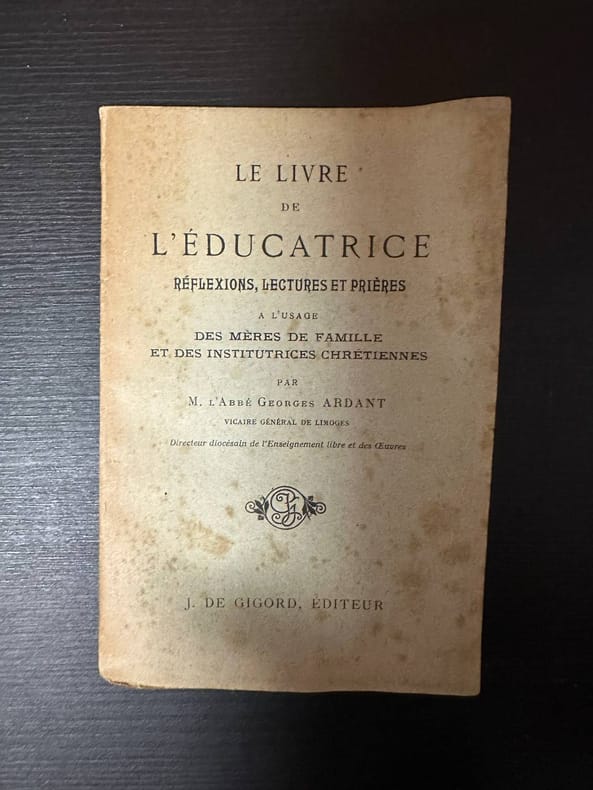 LE LIVRE
DE
L'ÉDUCATRICE
RÉFLEXIONS, LECTURES ET PRIÈRES
A L'USAGE
DES MÈRES DE FAMILLE
ET DES INSTITUTRICES CHRÉTIENNES
PAR
M. L'ABBÉ GEORGES ARDANT
VICAIRE GÉNÉRAL DE LIMOGES
Directeur diocésain de l'Enseignement libre et des Œuvres
J. DE GIGORD, ÉDITEUR